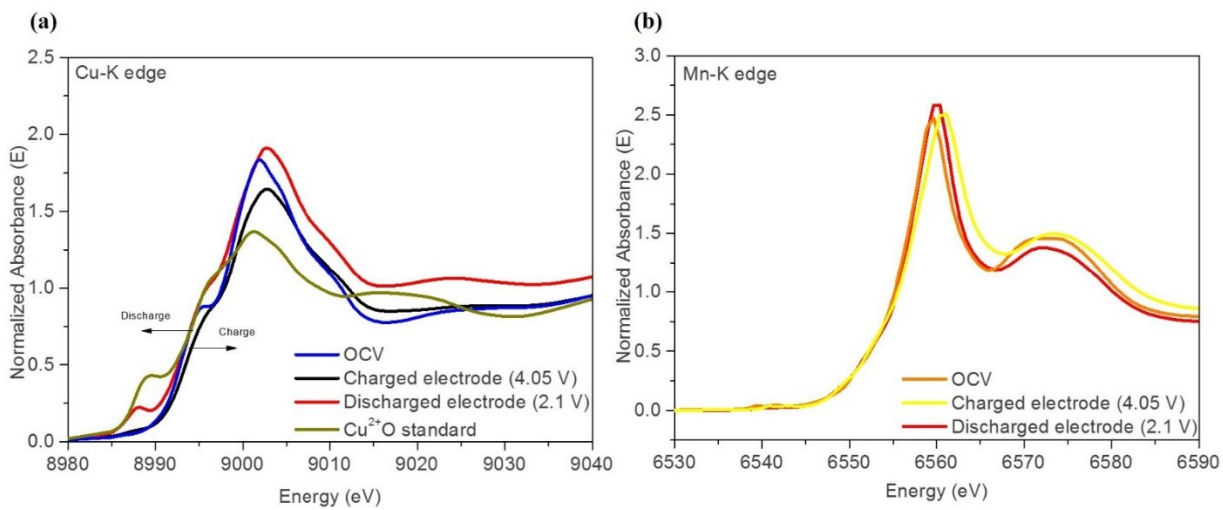 (a)
Cu-K edge
Normalized Absorbance (E)
2.5
2.0
1.5
1.0
0.5
0.0
Discharge
Charge
OCV
Charged electrode (4.05 V)
Discharged electrode (2.1 V)
Cu²⁺O standard
8980 8990 9000 9010 9020 9030 9040
Energy (eV)
(b)
Mn-K edge
Normalized Absorbance (E)
3.0
2.5
2.0
1.5
1.0
0.5
0.0
OCV
Charged electrode (4.05 V)
Discharged electrode (2.1 V)
6530 6540 6550 6560 6570 6580 6590
Energy (eV)